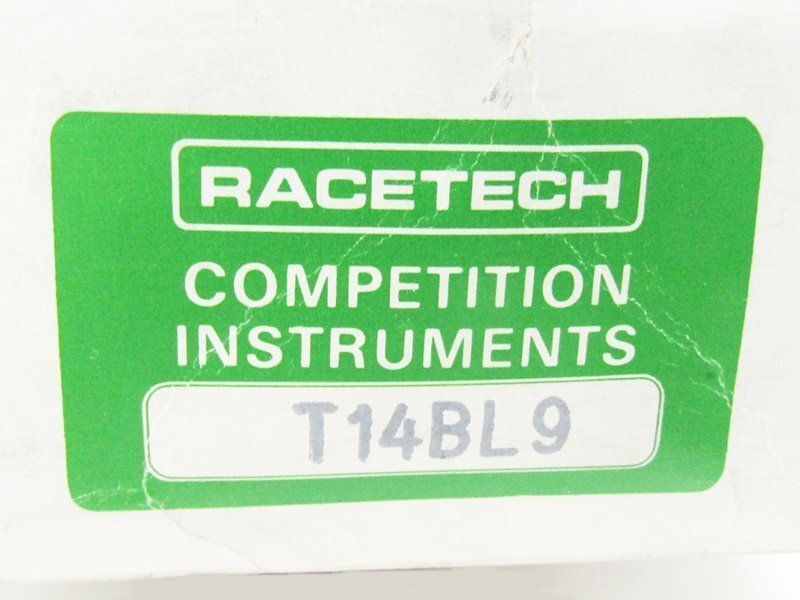 RACETECH
COMPETITION
INSTRUMENTS
T14BL9